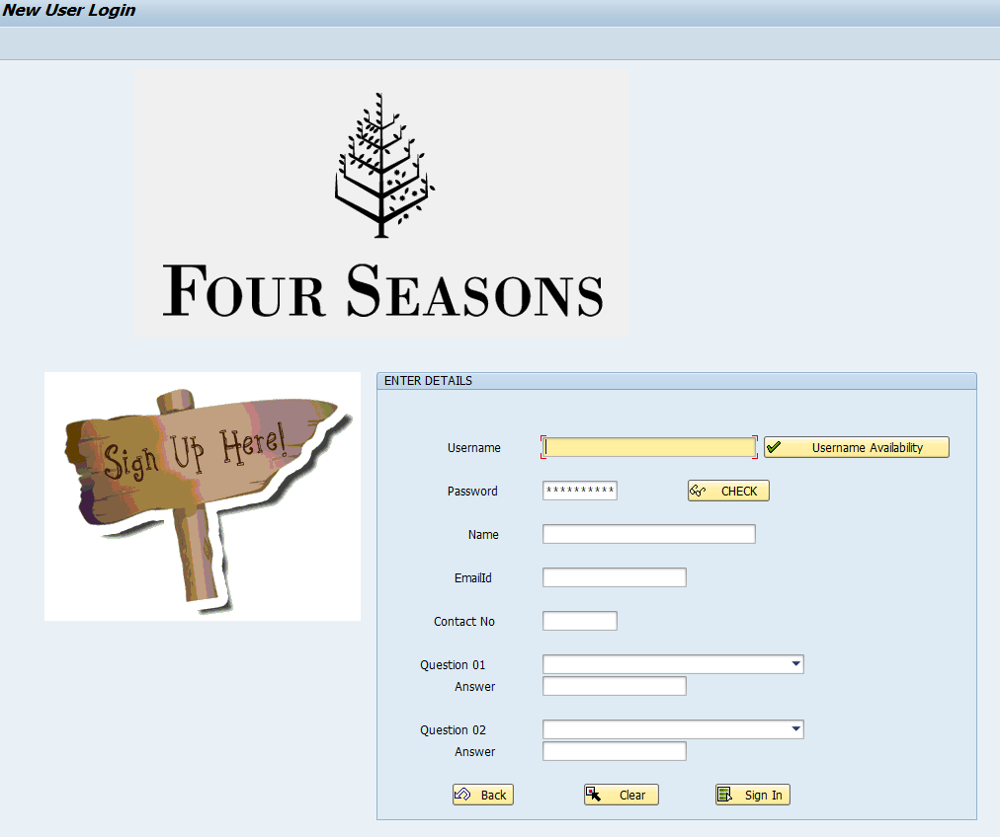 New User Login
FOUR SEASONS
Sign Up Here!
ENTER DETAILS
Username
Username Availability
Password **********
CHECK
Name
EmailId
Contact No
Question 01
Answer
Question 02
Answer
Back
Clear
Sign In